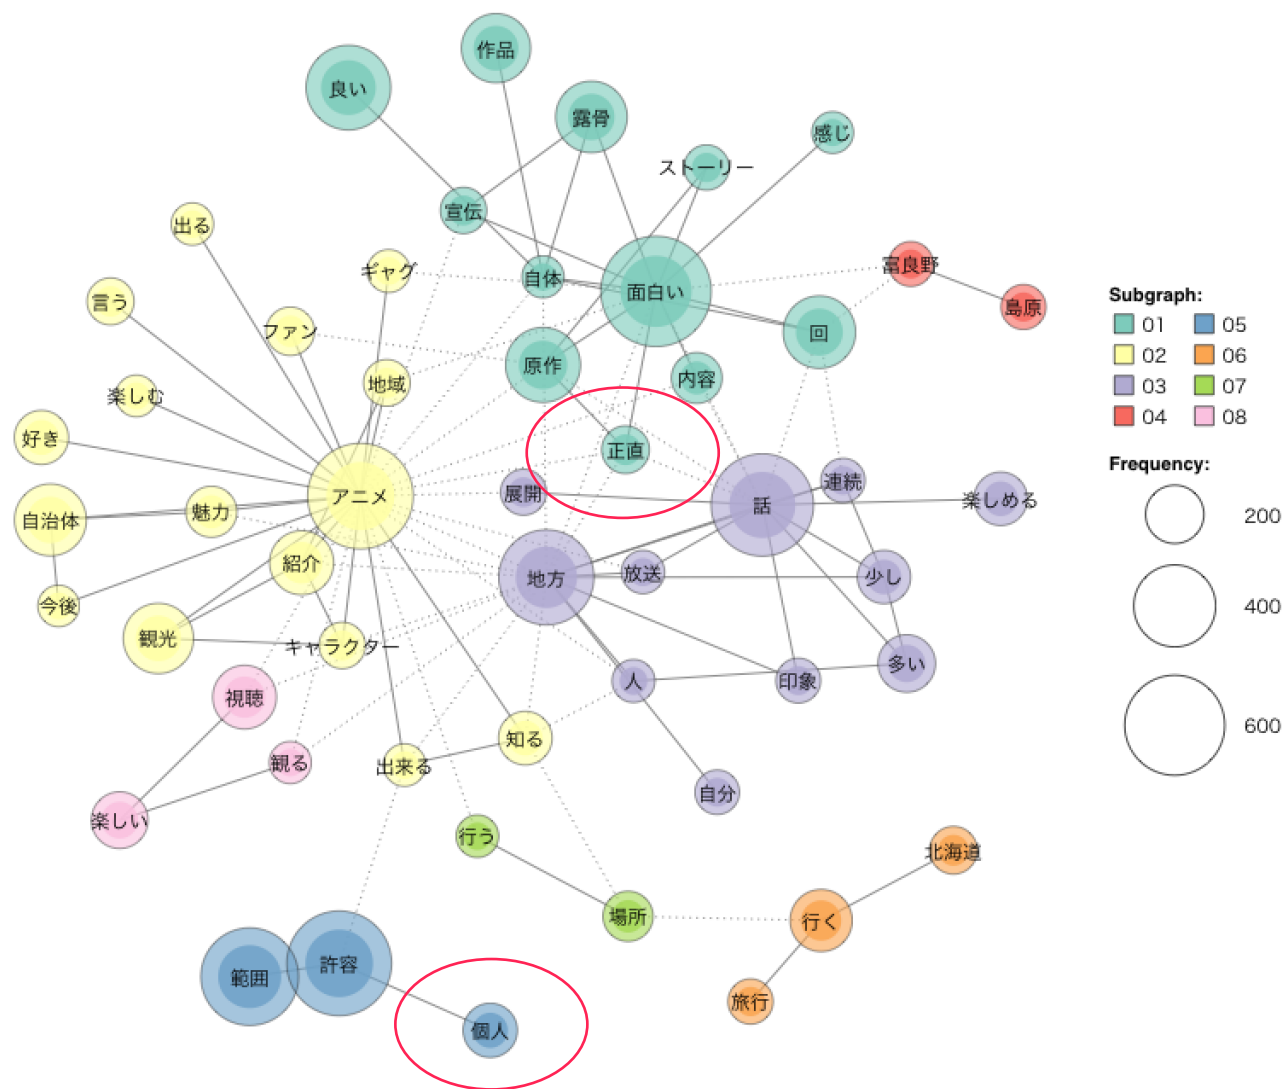 作品
良い
露骨
感じ
ストーリー
宣伝
出る
富良野
ギャグ
自体
面白い
島原
言う
ファン
回
原作
内容
地域
楽しむ
好き
正直
連続
展開
アニメ
楽しめる
話
魅力
自治体
紹介
放送
地方
少し
今後
観光
キャラクター
多い
人
印象
視聴
知る
観る
出来る
自分
楽しい
行う
北海道
場所
行く
許容
範囲
旅行
個人
Subgraph:
01 05
02 06
03 07
04 08
Frequency:
200
400
600